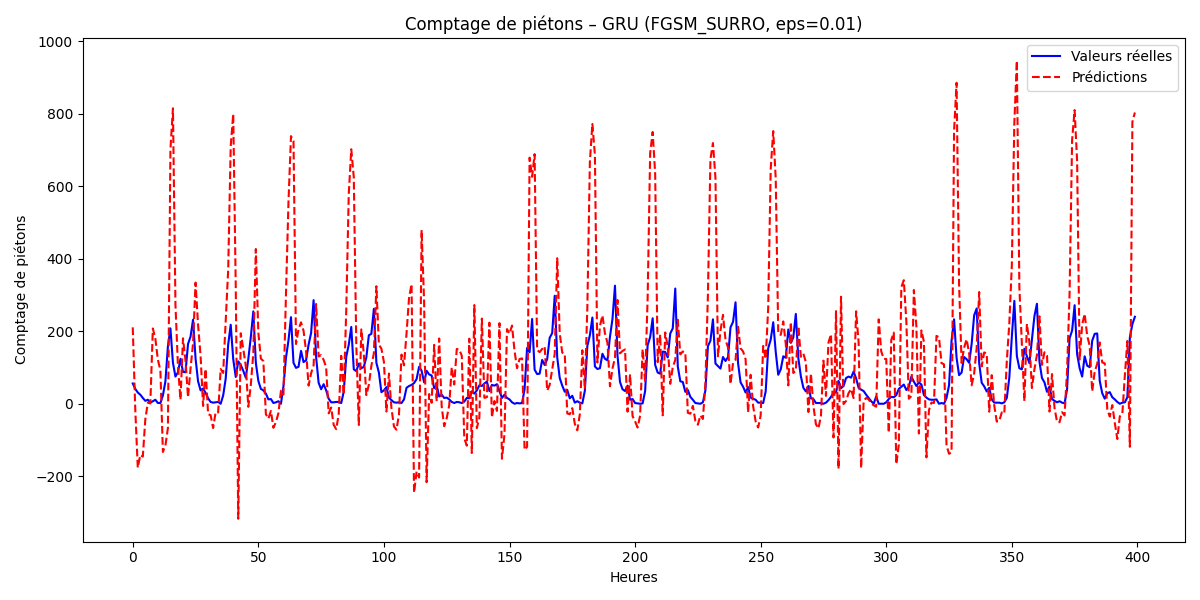 Comptage de piétons – GRU (FGSM_SURRO, eps=0.01)
Valeurs réelles
Prédictions
Comptage de piétons
1000
800
600
400
200
0
−200
0 50 100 150 200 250 300 350 400
Heures